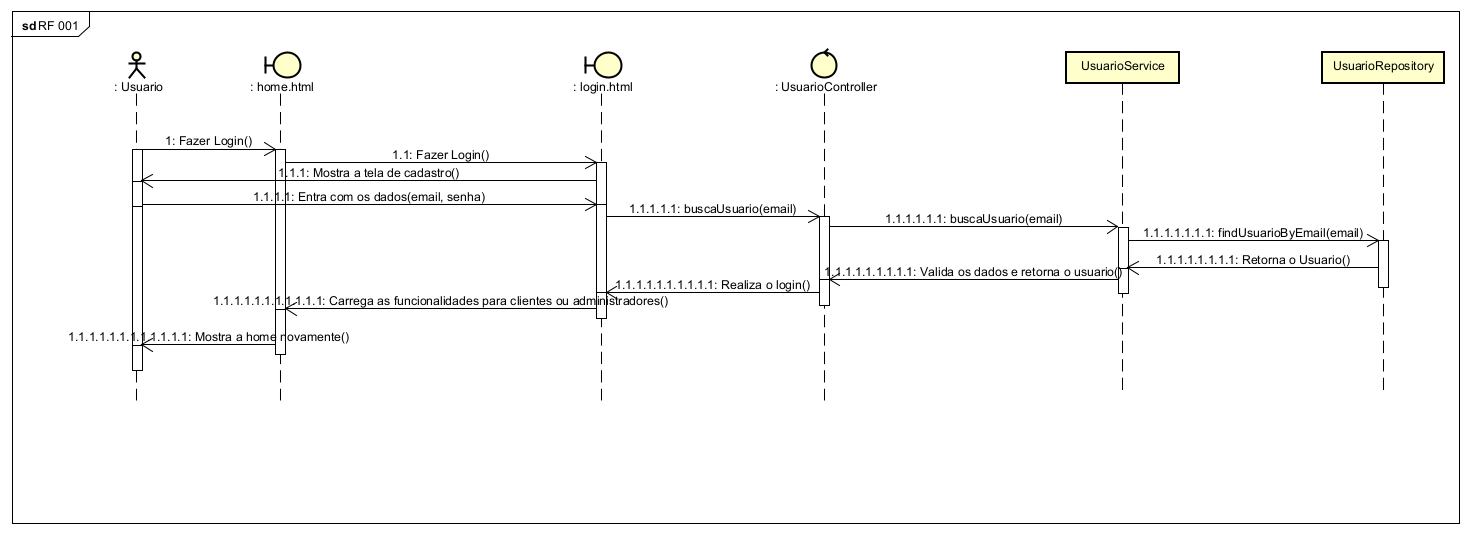 sd RF 001
: Usuario
: home.html
: login.html
: UsuarioController
UsuarioService
UsuarioRepository
1: Fazer Login()
1.1: Fazer Login()
1.1.1: Mostra a tela de cadastro()
1.1.1.1: Entra com os dados(email, senha)
1.1.1.1.1: buscaUsuario(email)
1.1.1.1.1.1: buscaUsuario(email)
1.1.1.1.1.1.1: findUsuarioByEmail(email)
1.1.1.1.1.1.1.1: Retorna o Usuario()
1.1.1.1.1.1.1.1.1: Valida os dados e retorna o usuario()
1.1.1.1.1.1.1.1.1.1: Realiza o login()
1.1.1.1.1.1.1.1.1.1.1: Carrega as funcionalidades para clientes ou administradores()
1.1.1.1.1.1.1.1.1.1.1.1: Mostra a home novamente()